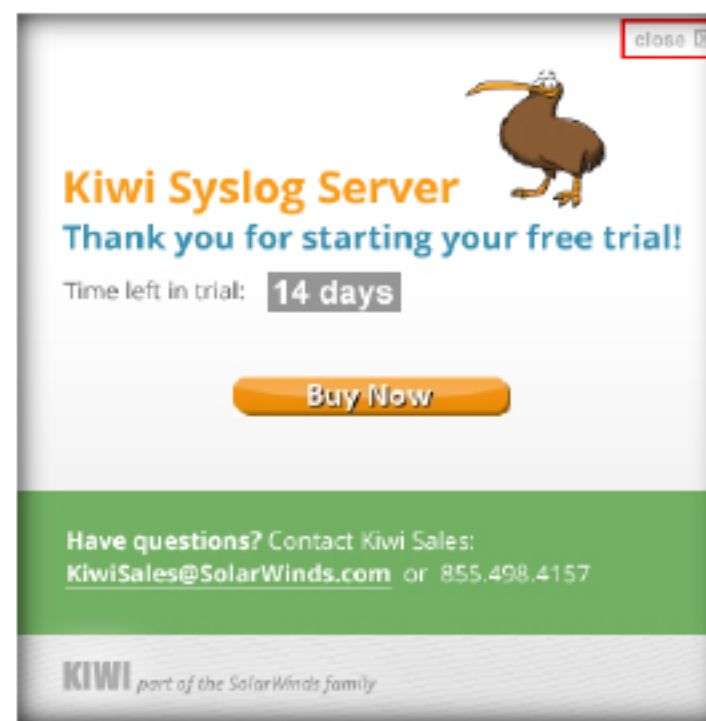 close
Kiwi Syslog Server
Thank you for starting your free trial!
Time left in trail: 14 days
Buy Now
Have questions? Contact Kiwi Sales:
KiwiSales@SolarWinds.com or 855.498.4157
KIWI part of the SolarWinds family